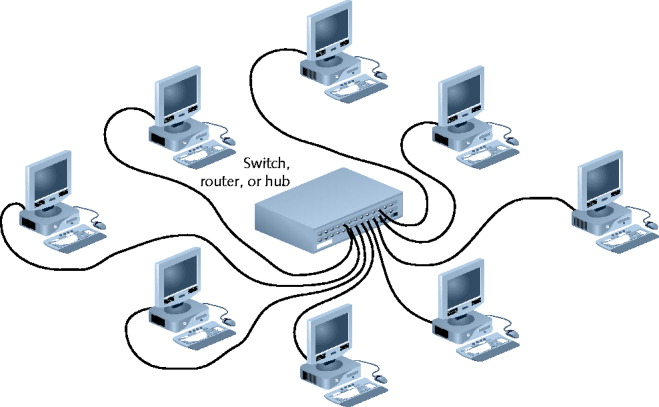 Switch,
router, or hub